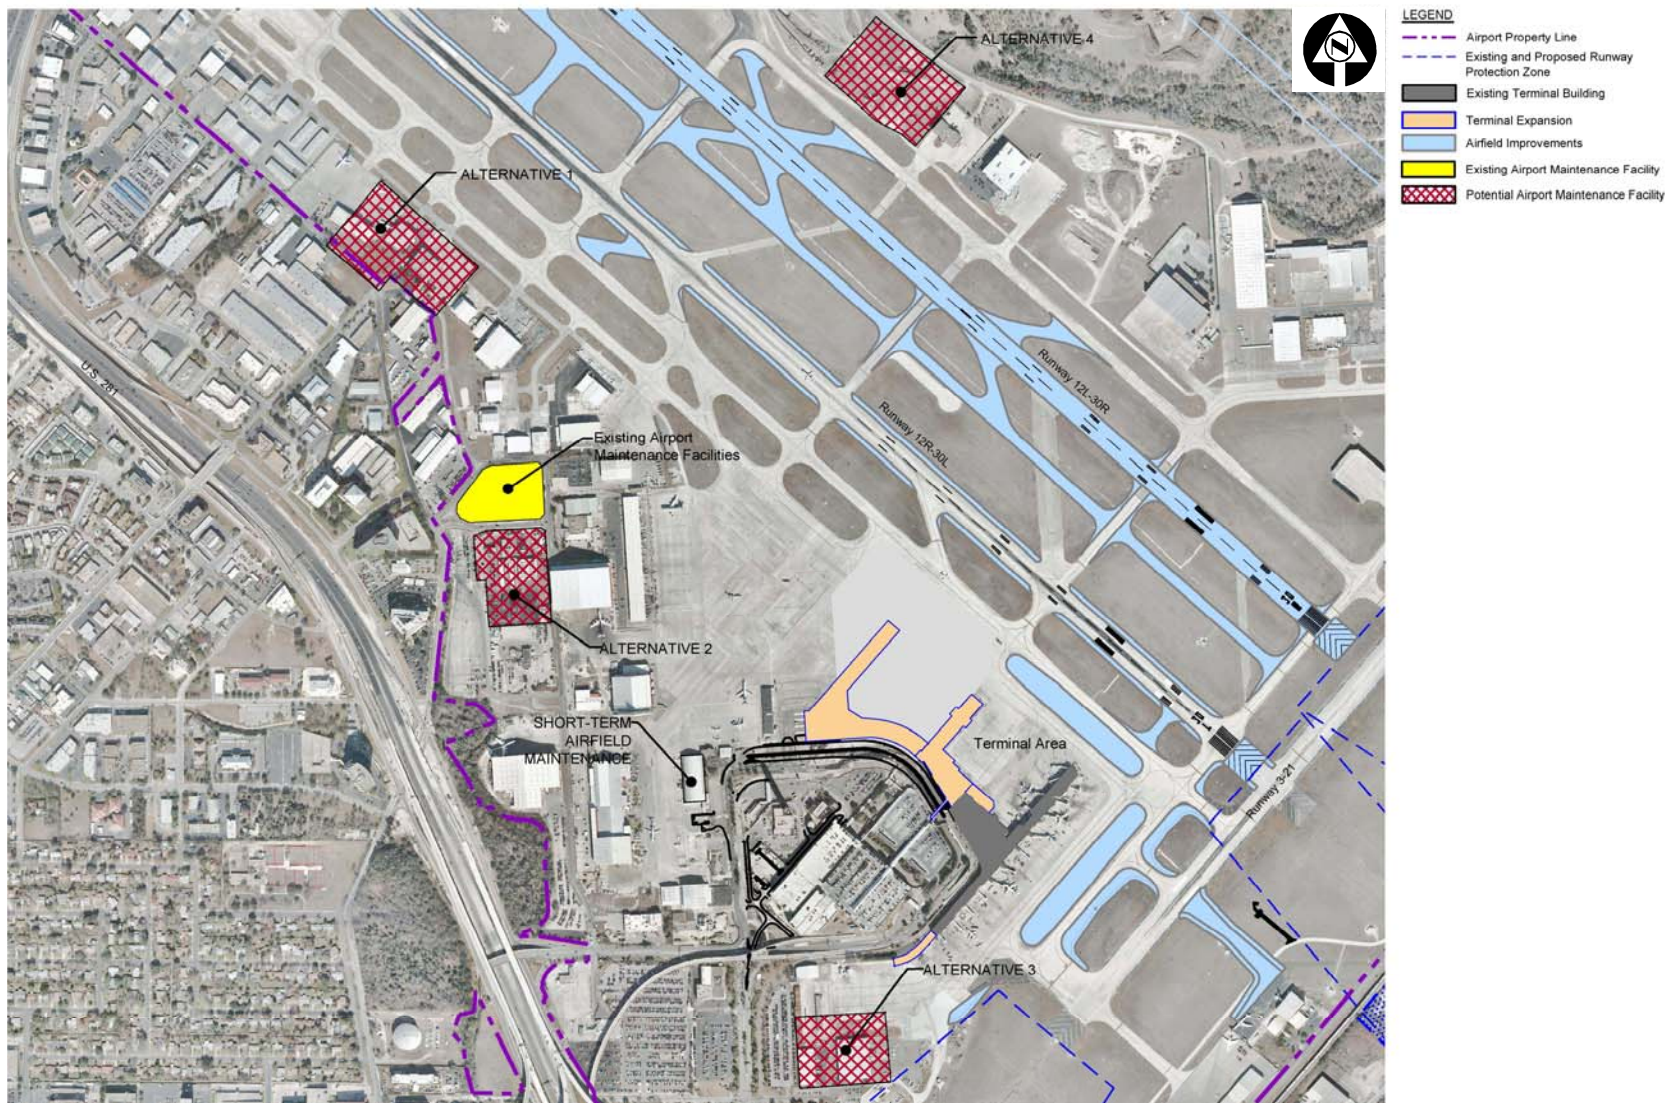 N
LEGEND
Airport Property Line
Existing and Proposed Runway
Protection Zone
Existing Terminal Building
Terminal Expansion
Airfield Improvements
Existing Airport Maintenance Facility
Potential Airport Maintenance Facility
ALTERNATIVE 4
ALTERNATIVE 1
U.S. 281
Runway 12L-30R
Runway 12R-30L
Existing Airport
Maintenance Facilities
ALTERNATIVE 2
SHORT-TERM
AIRFIELD
MAINTENANCE
Terminal Area
Runway 3-21
ALTERNATIVE 3